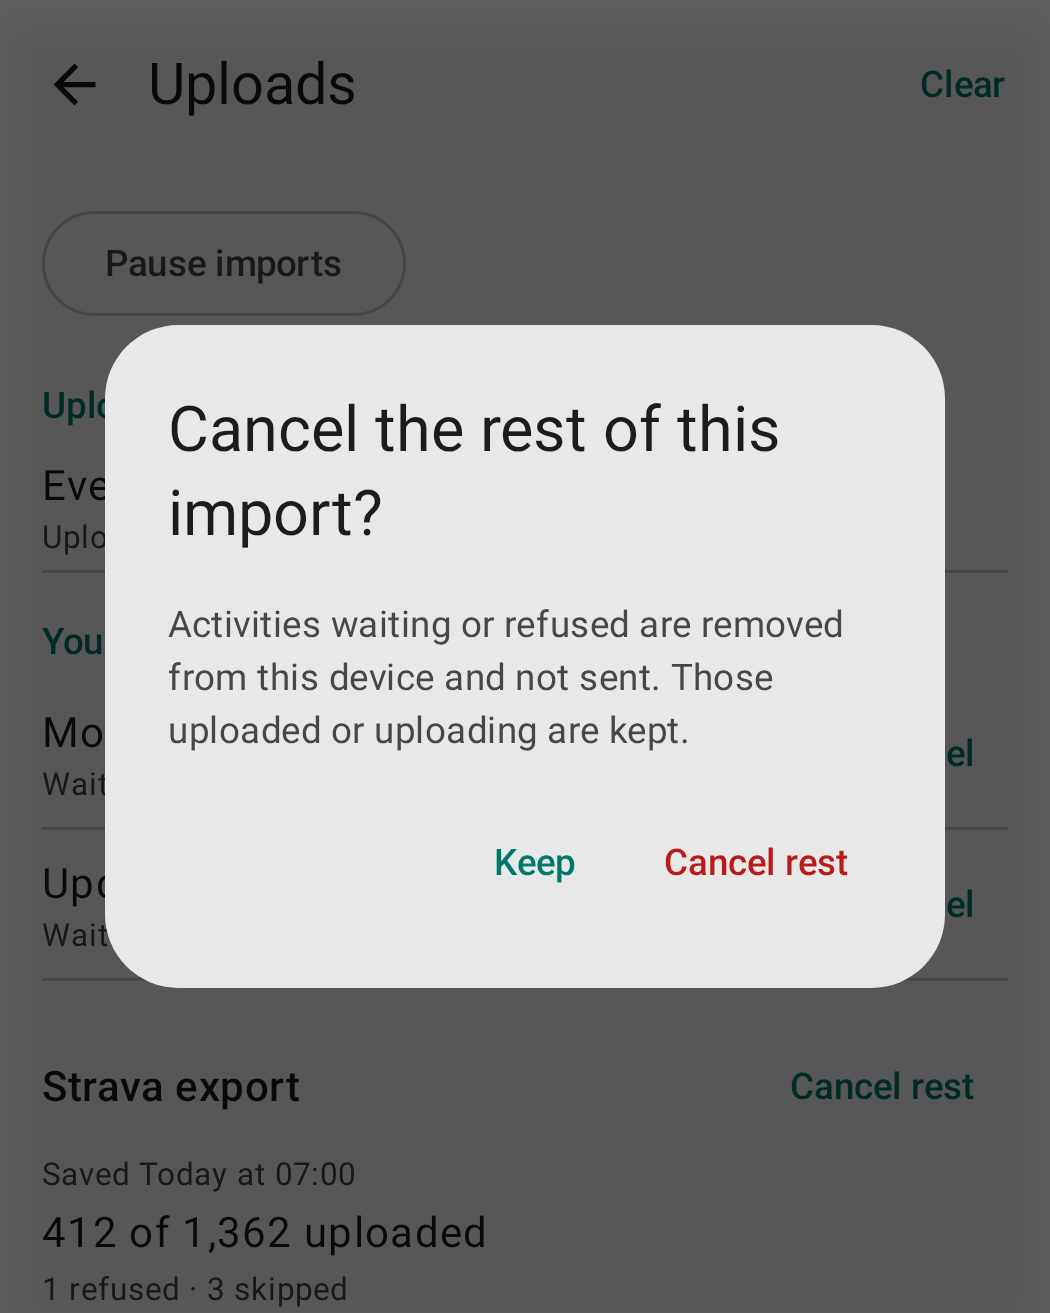 Uploads
Clear
Pause imports
Cancel the rest of this
import?
Activities waiting or refused are removed
from this device and not sent. Those
uploaded or uploading are kept.
Keep
Cancel rest
Strava export
Cancel rest
Saved Today at 07:00
412 of 1,362 uploaded
1 refused · 3 skipped